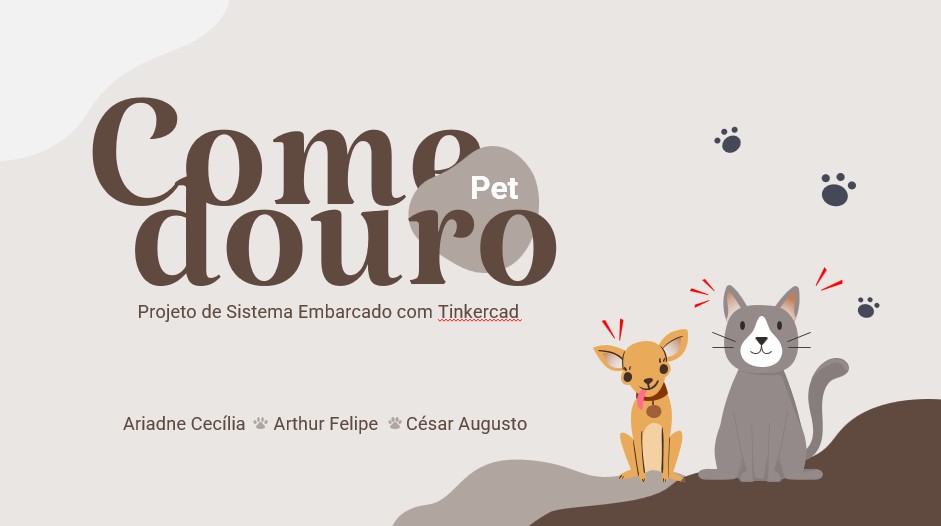 Come
Pet
douro
Projeto de Sistema Embarcado com Tinkercad
Ariadne Cecília Arthur Felipe César Augusto